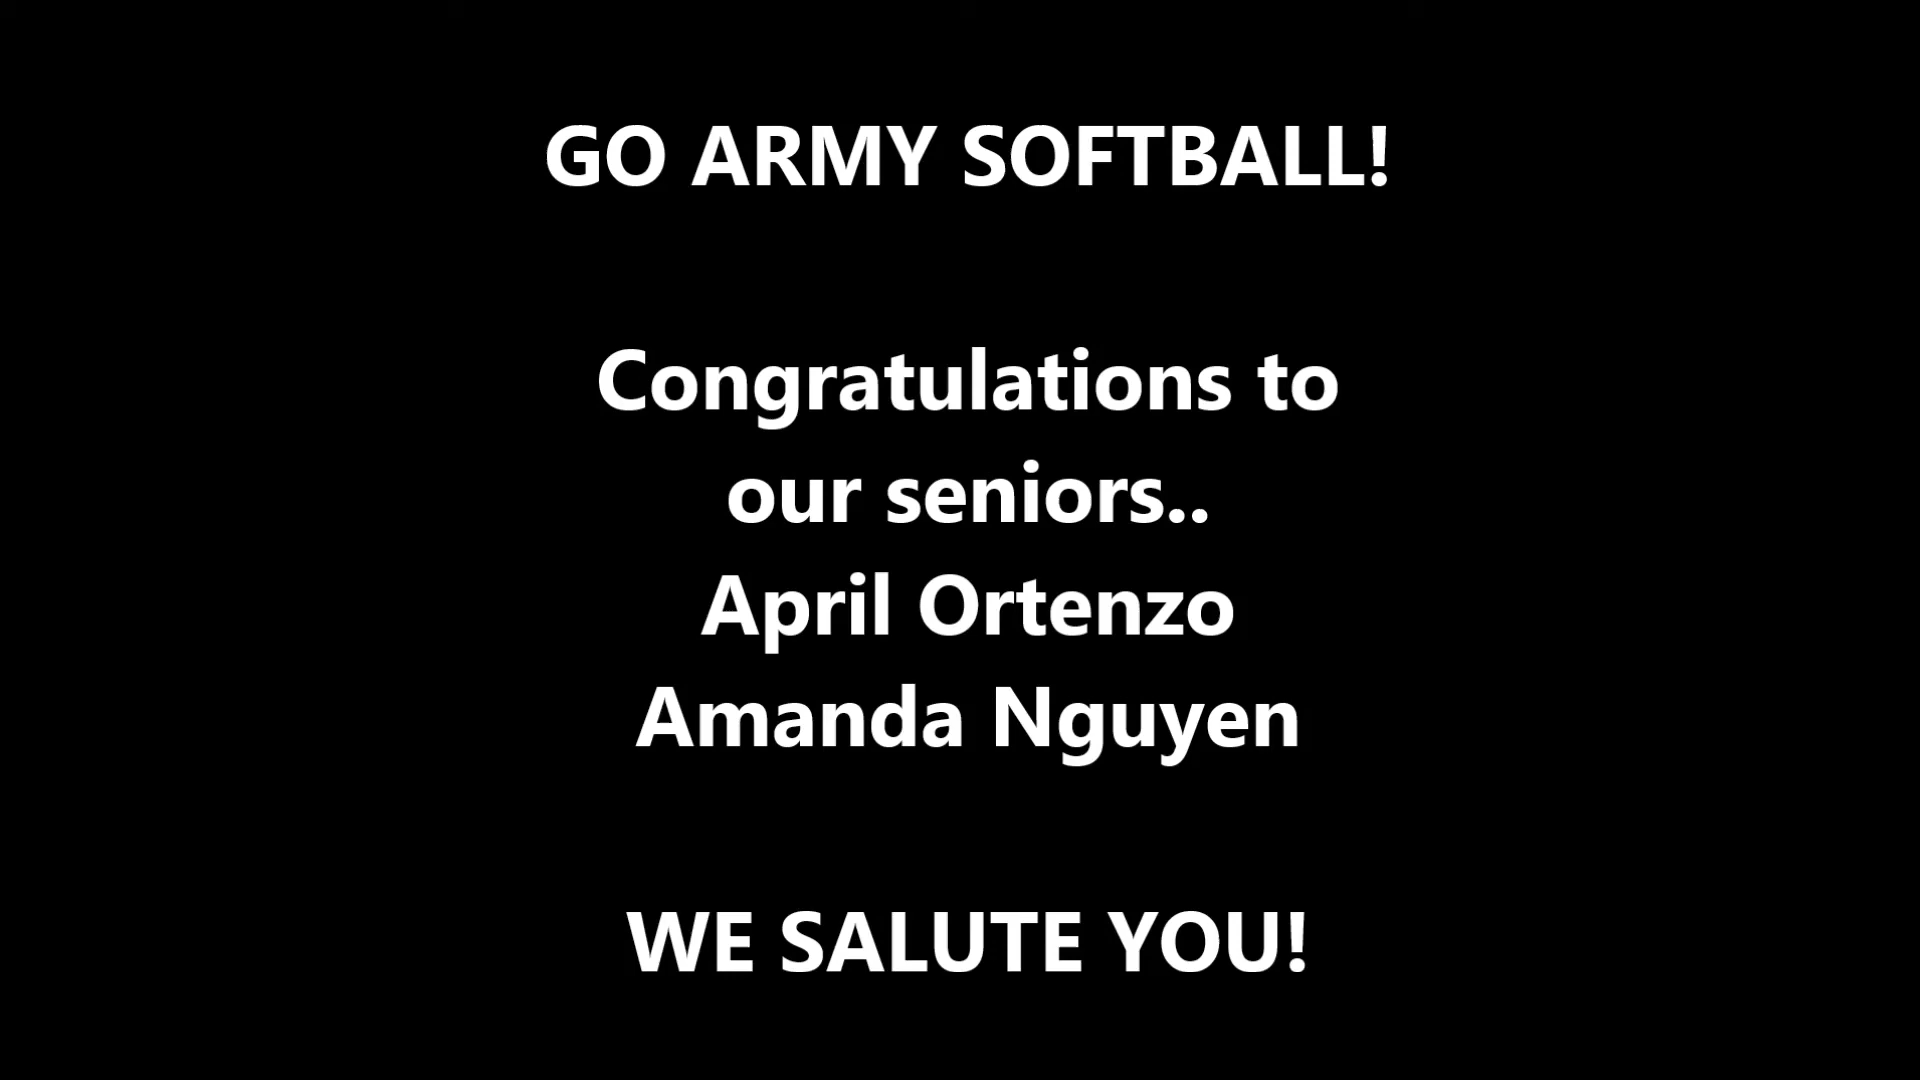 GO ARMY SOFTBALL!
Congratulations to
our seniors..
April Ortenzo
Amanda Nguyen
WE SALUTE YOU!